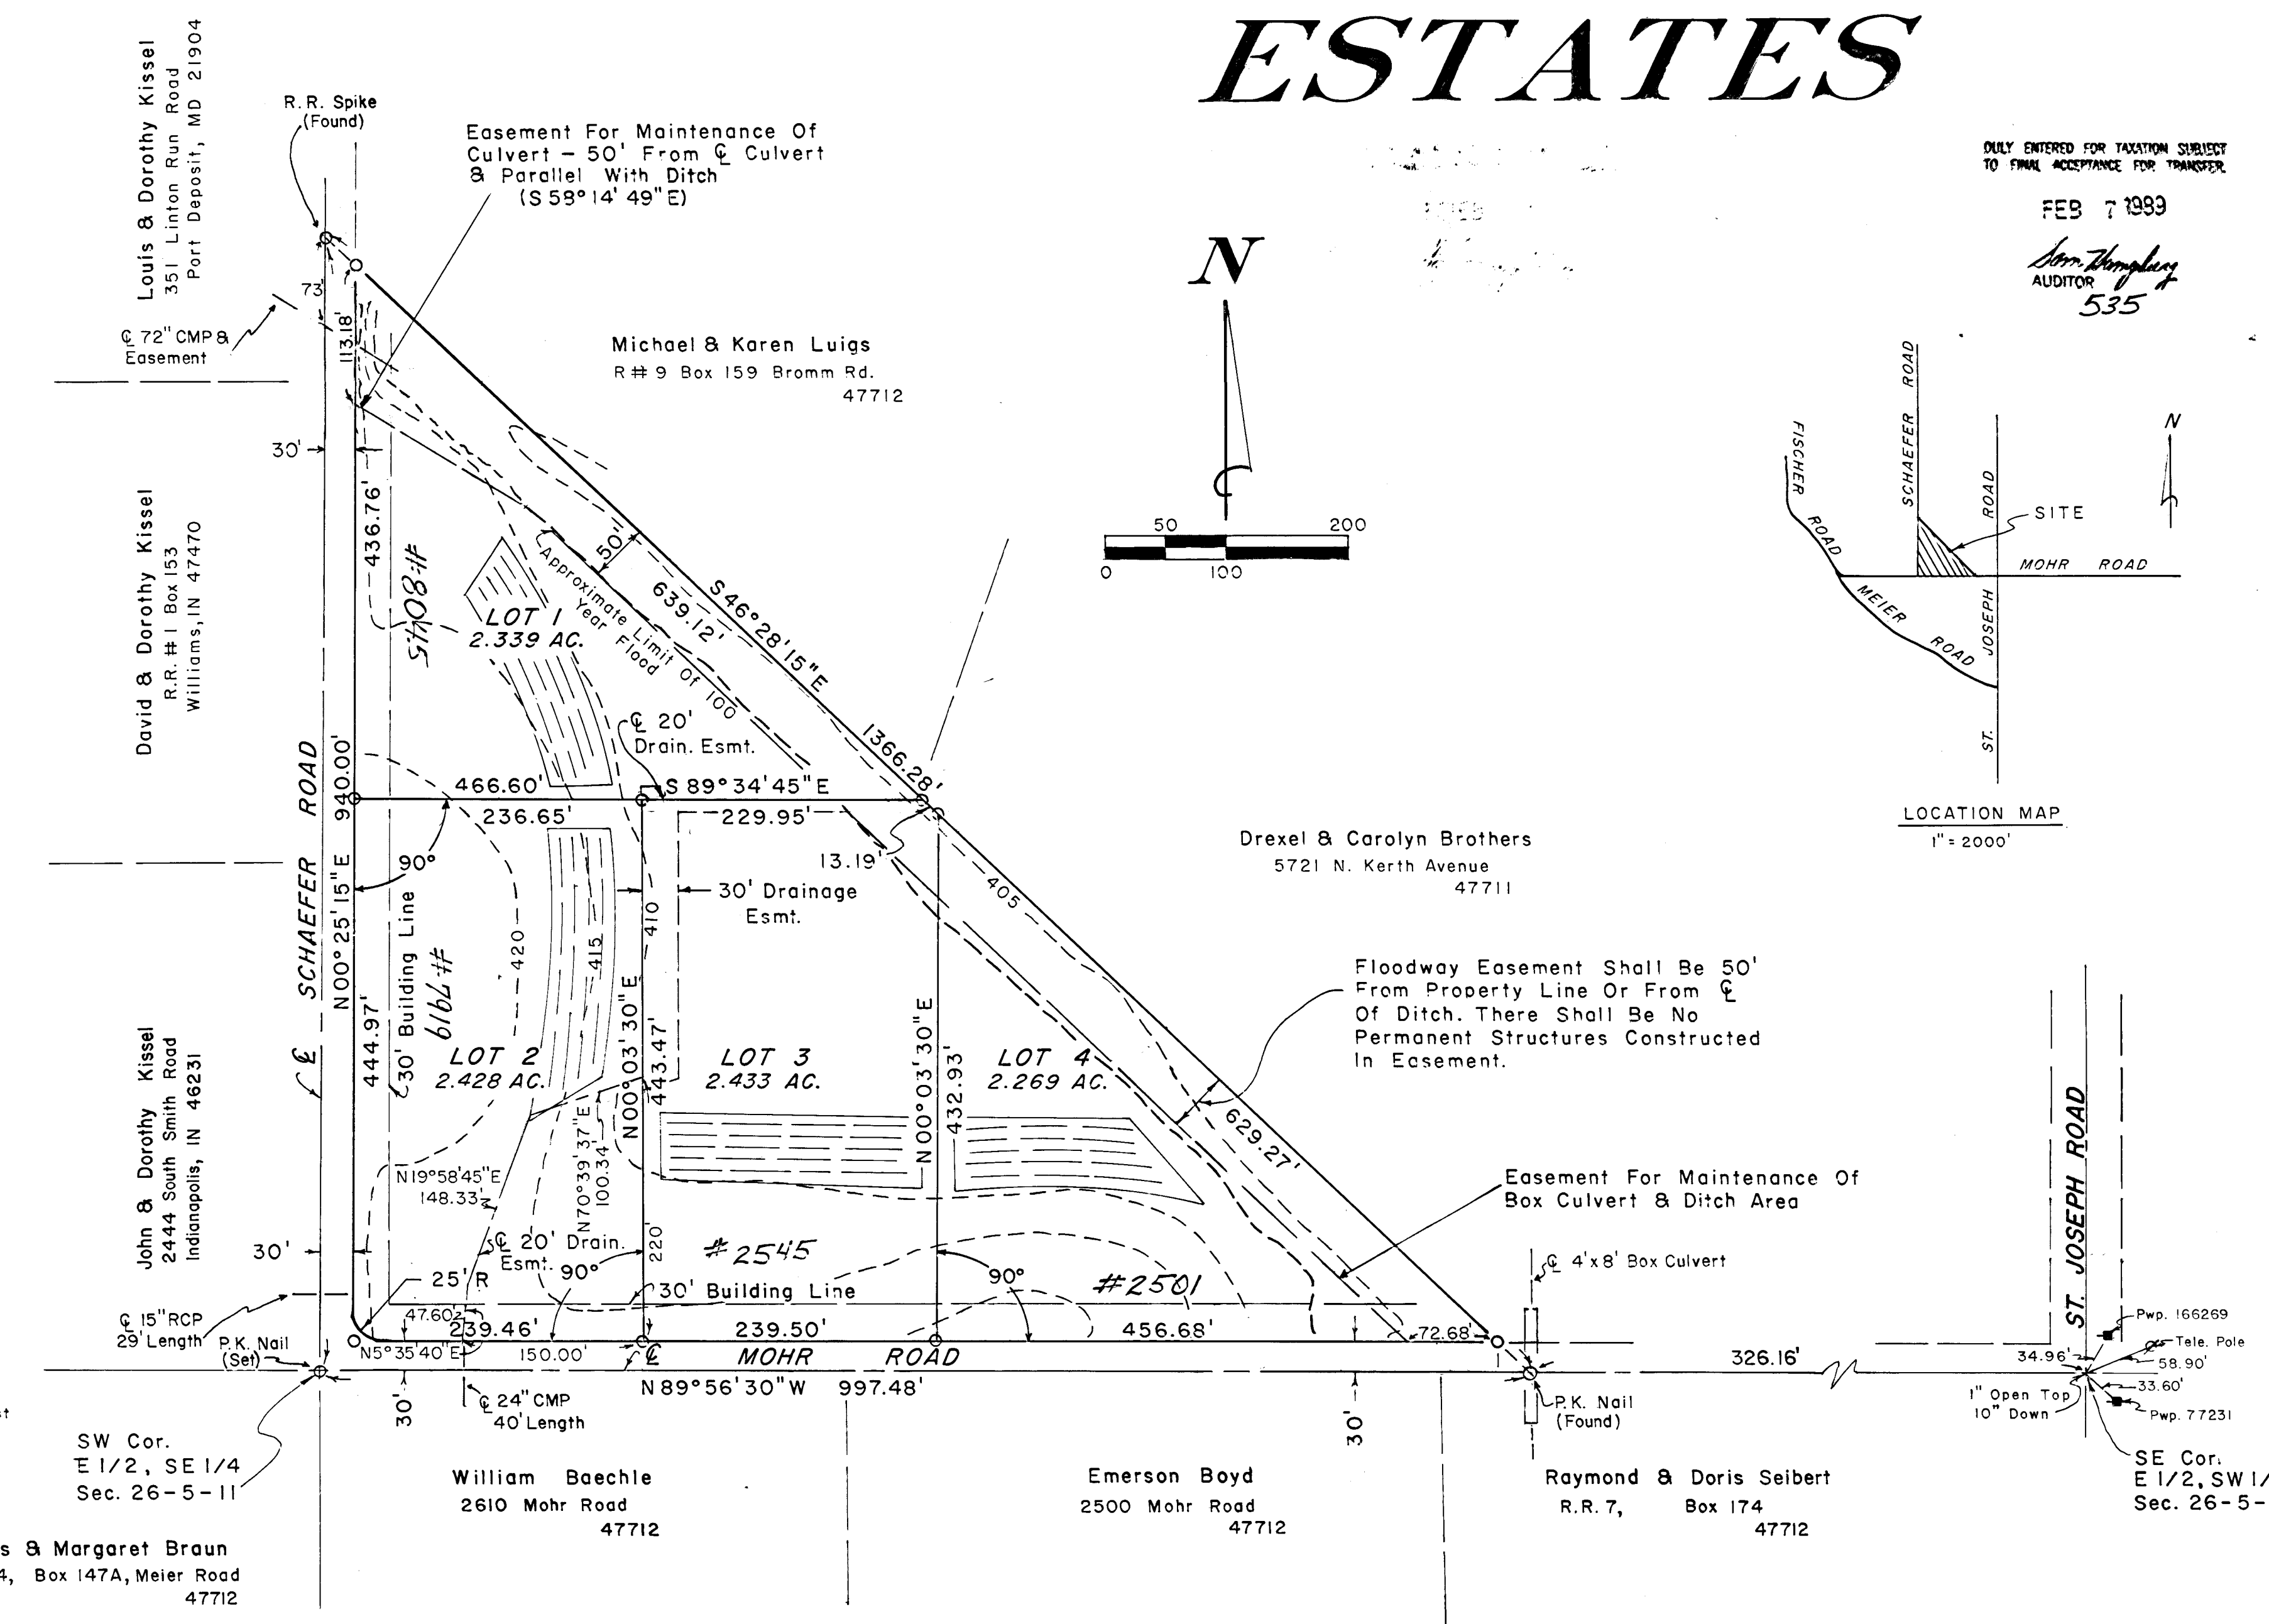 ESTATES
DULY ENTERED FOR TAXATION SUBJECT
TO FINAL ACCEPTANCE FOR TRANSFER.
FEB 7 1989
AUDITOR
535
Louis & Dorothy Kissel
351 Linton Run Road
Port Deposit, MD 21904
R.R. Spike
(Found)
Easement For Maintenance Of
Culvert – 50' From ℄ Culvert
& Parallel With Ditch
(S 58° 14' 49" E)
N
73'
113.18'
℄ 72" CMP &
Easement
Michael & Karen Luigs
R # 9 Box 159 Bromm Rd.
47712
50 200
0 100
SCHAEFER ROAD
FISCHER ROAD
ST. JOSEPH ROAD
N
SITE
MOHR ROAD
MEIER ROAD
LOCATION MAP
1" = 2000'
30'
David & Dorothy Kissel
R.R. # 1 Box 153
Williams, IN 47470
436.76'
#8045
LOT 1
2.339 AC.
50'
Approximate Limit Of 100
Year Flood
639.12'
S 46° 28' 15" E
1366.28'
℄ 20'
Drain. Esmt.
466.60'
S 89° 34' 45" E
236.65'
229.95'
13.19'
90°
℄ SCHAEFER ROAD
N 00° 25' 15" E 940.00'
444.97'
30' Building Line
#7919
420
415
410
30' Drainage
Esmt.
405
Drexel & Carolyn Brothers
5721 N. Kerth Avenue
47711
Floodway Easement Shall Be 50'
From Property Line Or From ℄
Of Ditch. There Shall Be No
Permanent Structures Constructed
In Easement.
John & Dorothy Kissel
2444 South Smith Road
Indianapolis, IN 46231
LOT 2
2.428 AC.
N 00° 03' 30" E
443.47'
LOT 3
2.433 AC.
N 00° 03' 30" E
432.93'
LOT 4
2.269 AC.
629.27'
Easement For Maintenance Of
Box Culvert & Ditch Area
N 19° 58' 45" E
148.33'
N 70° 39' 37" E
100.34'
220'
30'
℄ 20' Drain.
Esmt.
90°
#2545
25' R
30' Building Line
90°
#2501
℄ 4' x 8' Box Culvert
ST. JOSEPH ROAD
℄ 15" RCP
29' Length
P.K. Nail
(Set)
47.60'
239.46'
239.50'
456.68'
72.68'
N 5° 35' 40" E
150.00'
℄ MOHR ROAD
N 89° 56' 30" W 997.48'
326.16'
34.96'
Pwp. 166269
Tele. Pole
58.90'
33.60'
Pwp. 77231
1" Open Top
10" Down
30'
℄ 24" CMP
40' Length
30'
P.K. Nail
(Found)
SW Cor.
E 1/2, SE 1/4
Sec. 26-5-11
William Baechle
2610 Mohr Road
47712
Emerson Boyd
2500 Mohr Road
47712
Raymond & Doris Seibert
R.R. 7, Box 174
47712
SE Cor.
E 1/2, SW 1/
Sec. 26-5-
s & Margaret Braun
4, Box 147A, Meier Road
47712